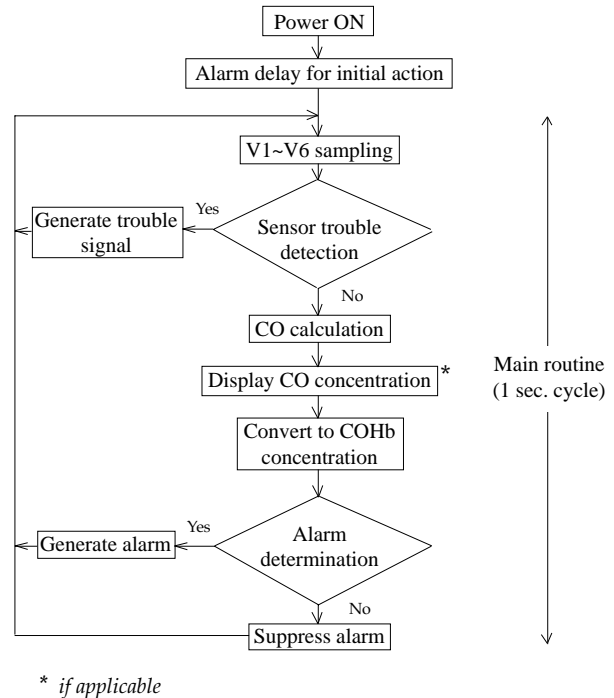 Power ON
Alarm delay for initial action
V1~V6 sampling
Yes
Generate trouble
signal
Sensor trouble
detection
No
CO calculation
Display CO concentration *
Main routine
(1 sec. cycle)
Convert to COHb
concentration
Yes
Generate alarm
Alarm
determination
No
Suppress alarm
* if applicable